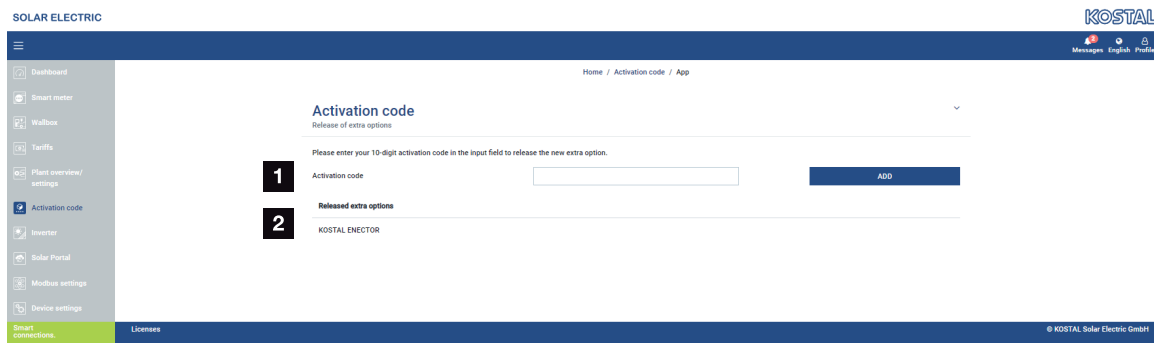 SOLAR ELECTRIC
KOSTAL
2
Messages English Profile
Dashboard
Home / Activation code / App
Smart meter
Activation code
Release of extra options
Wallbox
Tariffs
Please enter your 10-digit activation code in the input field to release the new extra option.
Plant overview/
settings
1
Activation code
ADD
Activation code
Released extra options
2
KOSTAL ENECTOR
Inverter
Solar Portal
Modbus settings
Device settings
Smart
connections.
Licenses
© KOSTAL Solar Electric GmbH